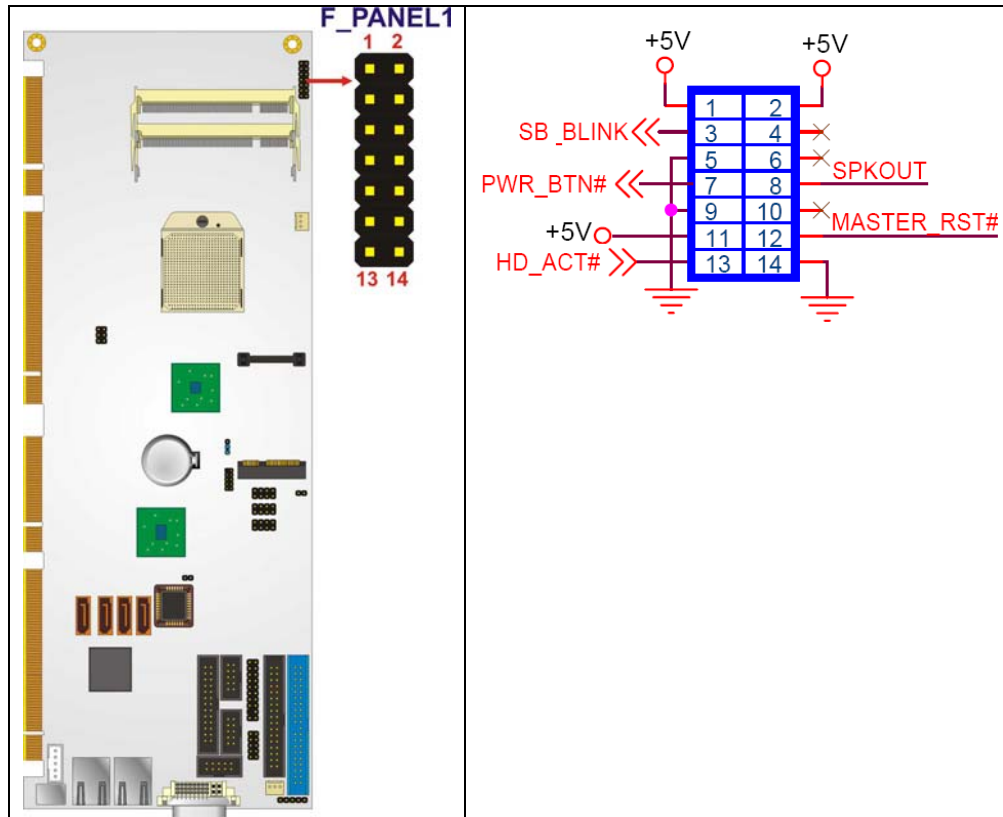 F_PANEL1
1 2
13 14
+5V +5V
1 2
SB_BLINK 3 4
5 6
PWR_BTN# 7 8 SPKOUT
9 10
+5V 11 12 MASTER_RST#
HD_ACT# 13 14